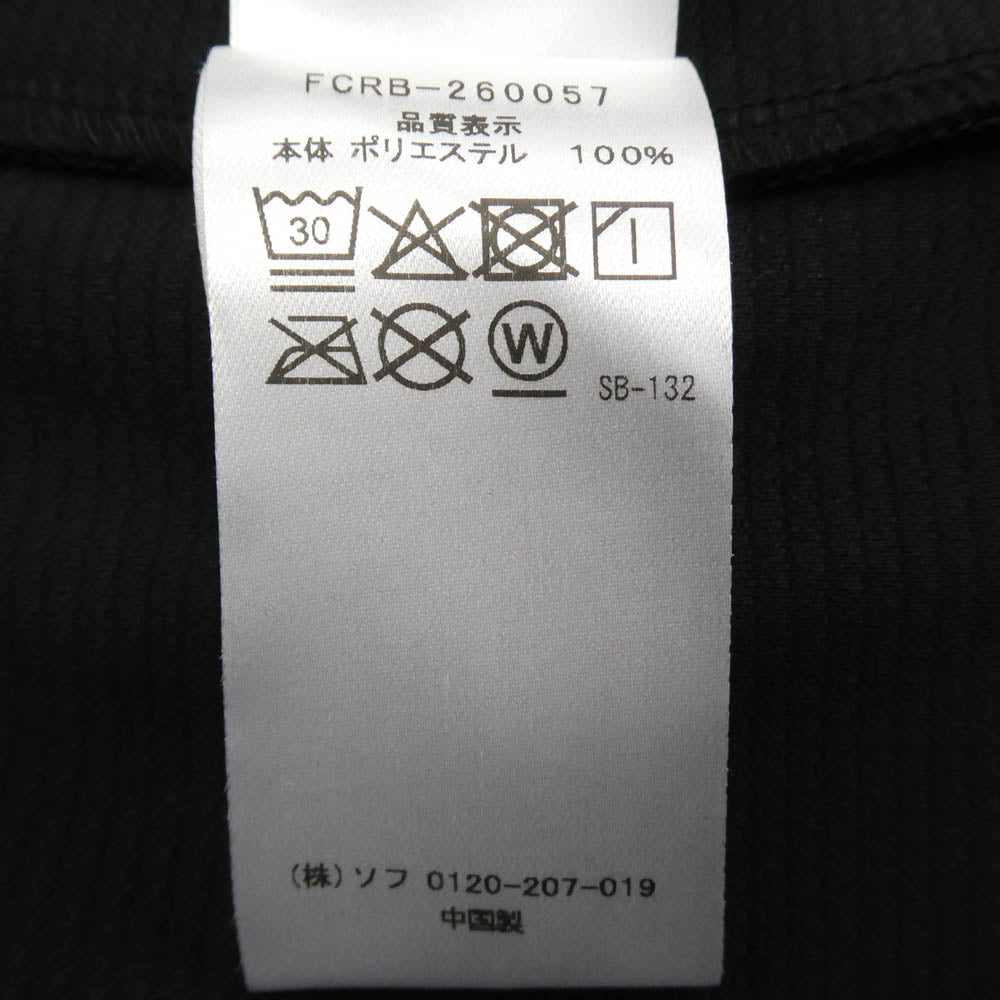 FCRB-260057
品質表示
本体 ポリエステル 100%
30
W
SB-132
(株)ソフ 0120-207-019
中国製